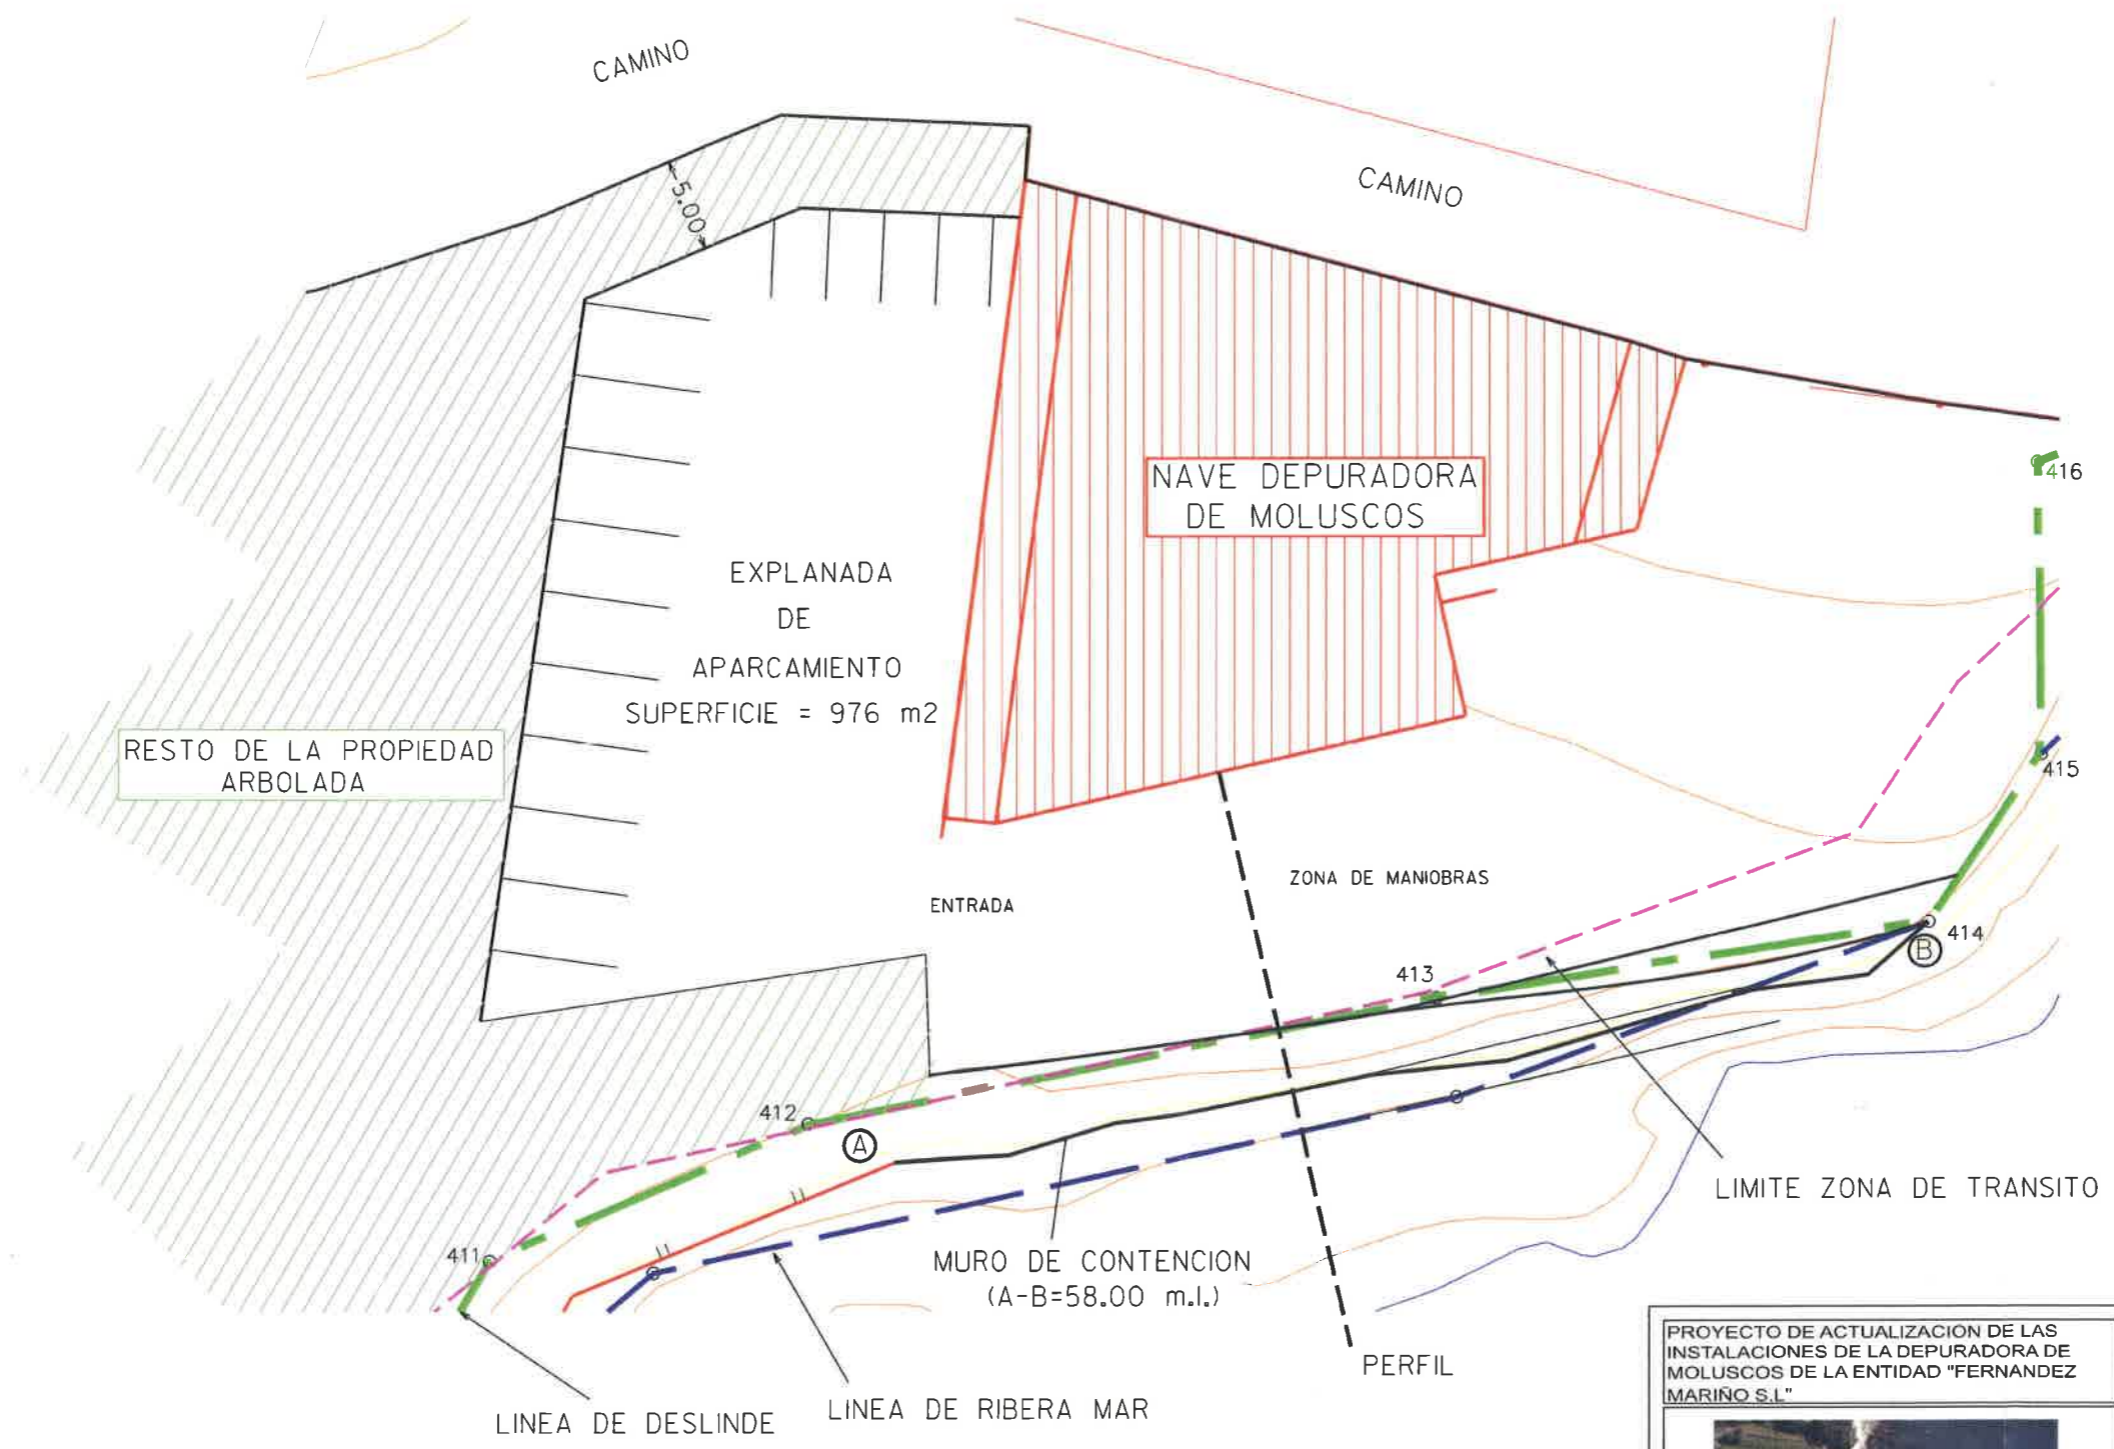 CAMINO
CAMINO
5.00
NAVE DEPURADORA
DE MOLUSCOS
416
EXPLANADA
DE
APARCAMIENTO
SUPERFICIE = 976 m2
RESTO DE LA PROPIEDAD
ARBOLADA
415
ZONA DE MANIOBRAS
ENTRADA
414
B
413
412
A
LIMITE ZONA DE TRANSITO
411
MURO DE CONTENCION
(A-B=58.00 m.l.)
PERFIL
LINEA DE RIBERA MAR
LINEA DE DESLINDE
PROYECTO DE ACTUALIZACION DE LAS
INSTALACIONES DE LA DEPURADORA DE
MOLUSCOS DE LA ENTIDAD "FERNANDEZ
MARIÑO S.L"